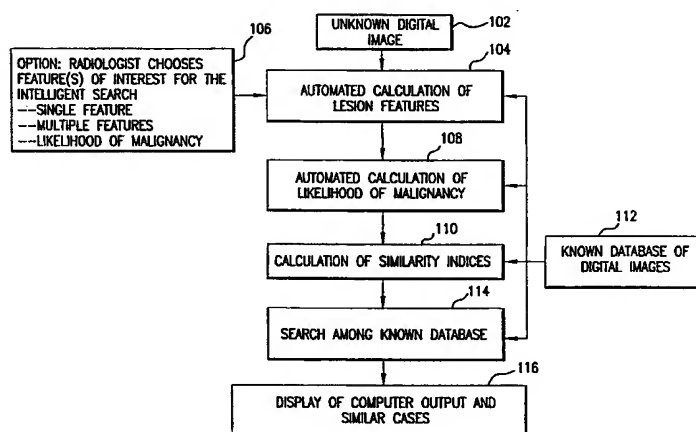 UNKNOWN DIGITAL
IMAGE
102
106
OPTION: RADIOLOGIST CHOOSES
FEATURE(S) OF INTEREST FOR THE
INTELLIGENT SEARCH
--SINGLE FEATURE
--MULTIPLE FEATURES
--LIKELIHOOD OF MALIGNANCY
104
AUTOMATED CALCULATION OF
LESION FEATURES
108
AUTOMATED CALCULATION OF
LIKELIHOOD OF MALIGNANCY
110
CALCULATION OF SIMILARITY INDICES
112
KNOWN DATABASE OF
DIGITAL IMAGES
114
SEARCH AMONG KNOWN DATABASE
116
DISPLAY OF COMPUTER OUTPUT AND
SIMILAR CASES